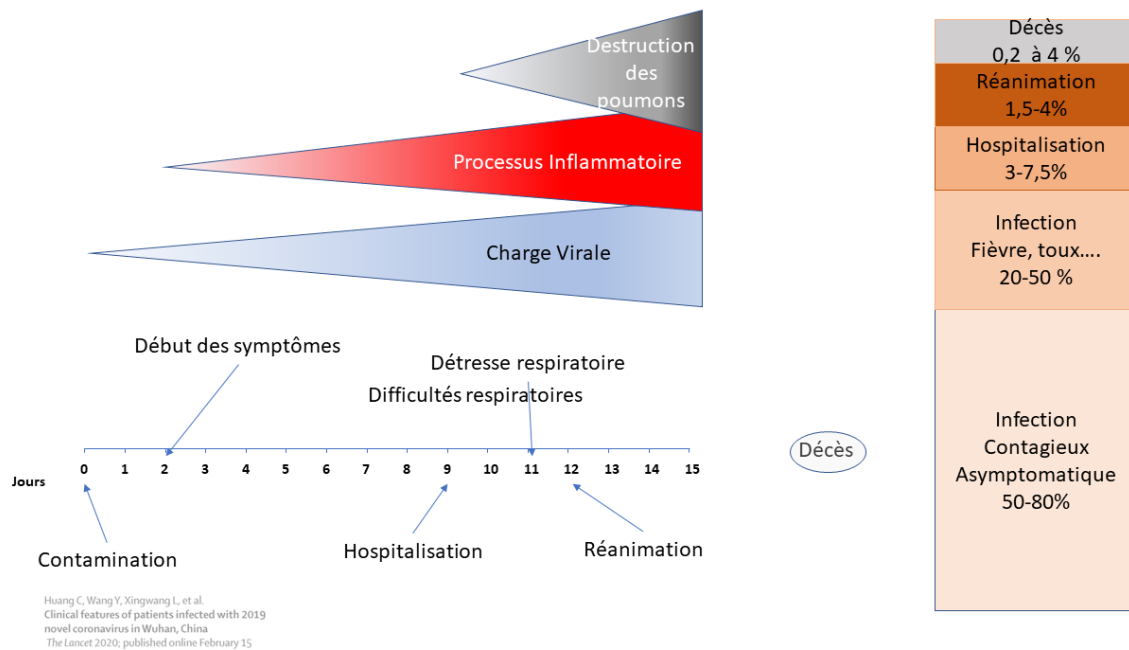 Destruction
des
poumons
Processus Inflammatoire
Charge Virale
Début des symptômes
Détresse respiratoire
Difficultés respiratoires
0 1 2 3 4 5 6 7 8 9 10 11 12 13 14 15
Jours
Contamination
Hospitalisation
Réanimation
Décès
Huang C, Wang Y, Xingwang L, et al.
Clinical features of patients infected with 2019
novel coronavirus in Wuhan, China
The Lancet 2020; published online February 15
Décès
0,2 à 4 %
Réanimation
1,5-4%
Hospitalisation
3-7,5%
Infection
Fièvre, toux....
20-50 %
Infection
Contagieux
Asymptomatique
50-80%